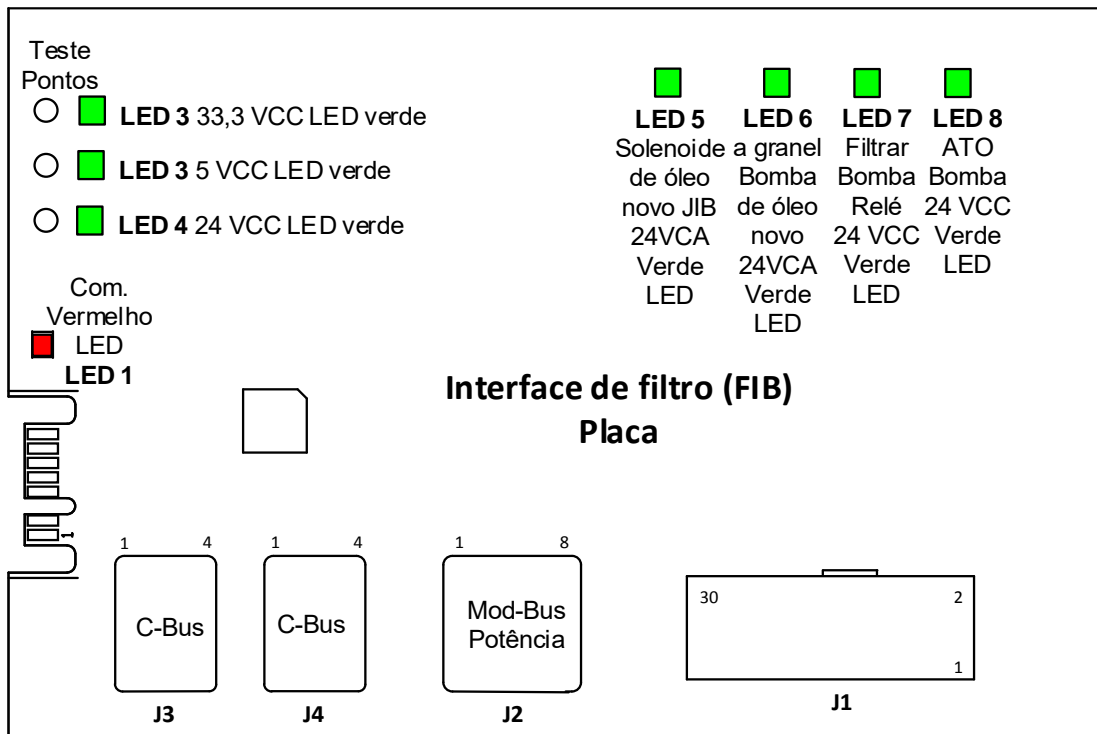 Teste
Pontos
LED 3 33,3 VCC LED verde
LED 3 5 VCC LED verde
LED 4 24 VCC LED verde
Com.
Vermelho
LED
LED 1
LED 5
Solenoide
de óleo
novo JIB
24VCA
Verde
LED
LED 6
a granel
Bomba
de óleo
novo
24VCA
Verde
LED
LED 7
Filtrar
Bomba
Relé
24 VCC
Verde
LED
LED 8
ATO
Bomba
24 VCC
Verde
LED
Interface de filtro (FIB)
Placa
1
1 4
C-Bus
J3
1 4
C-Bus
J4
1 8
Mod-Bus
Potência
J2
30 2
1
J1